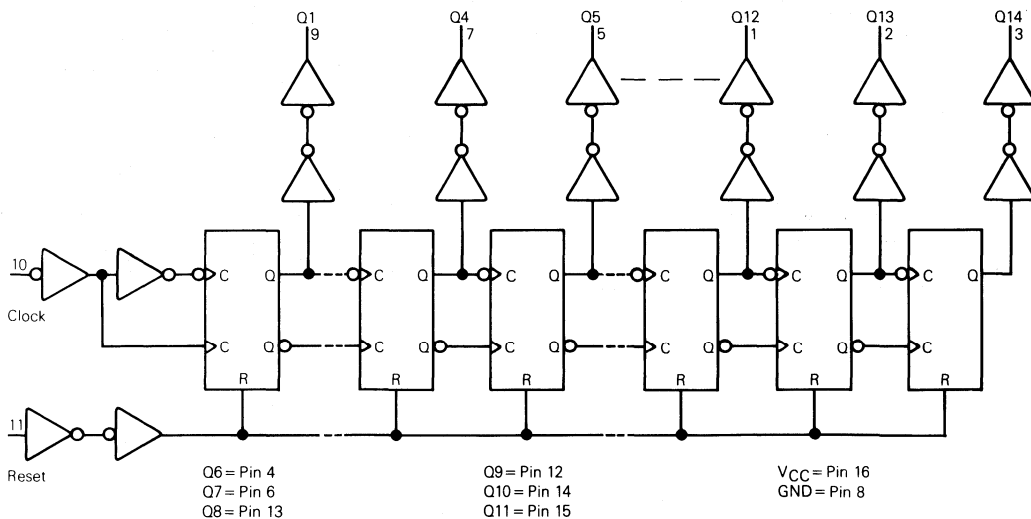 Q1 Q4 Q5 Q12 Q13 Q14
9 7 5 1 2 3
10 C Q C Q C Q C Q C Q C Q
Clock
C Q C Q C Q C Q C Q C
R R R R R R
11
Reset
Q6 = Pin 4 Q9 = Pin 12 VCC = Pin 16
Q7 = Pin 6 Q10 = Pin 14 GND = Pin 8
Q8 = Pin 13 Q11 = Pin 15